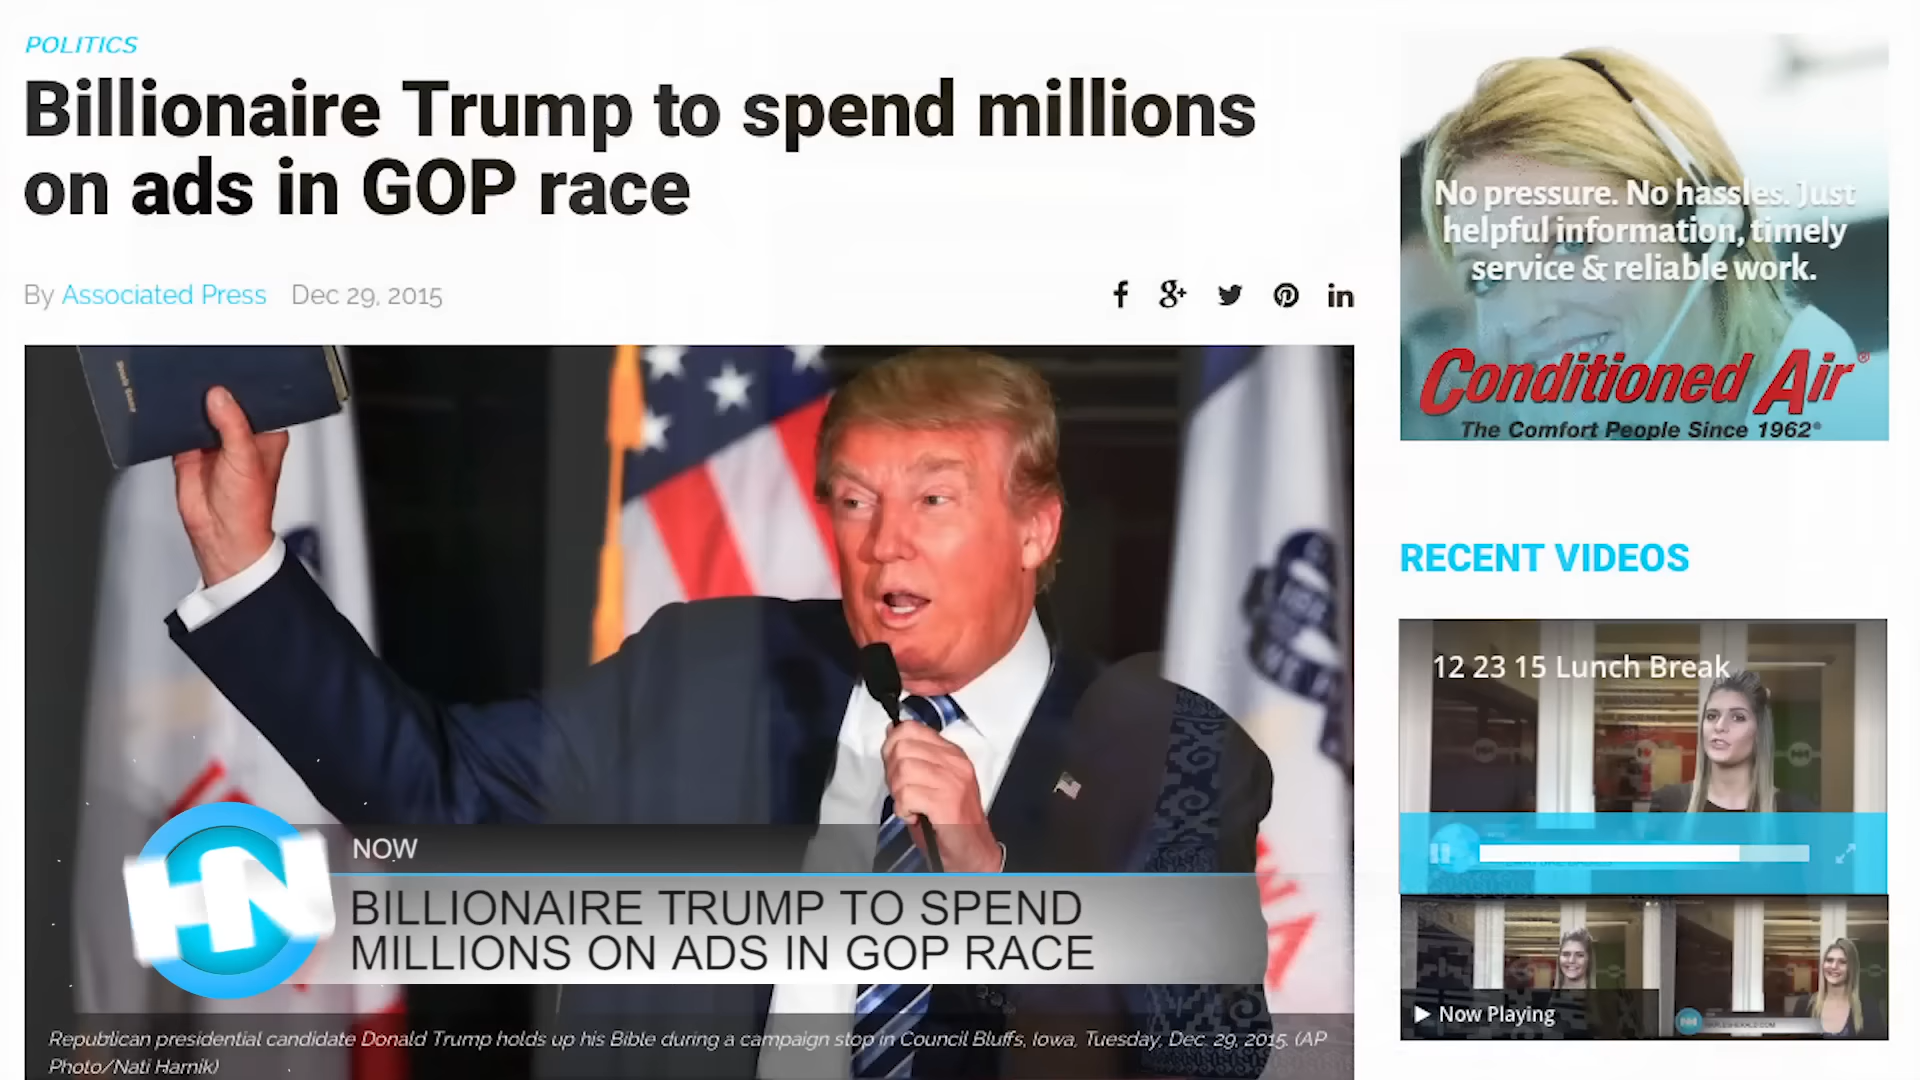 POLITICS
Billionaire Trump to spend millions
on ads in GOP race
By Associated Press Dec 29, 2015
No pressure. No hassles. Just
helpful information, timely
service & reliable work.
Conditioned Air®
The Comfort People Since 1962®
RECENT VIDEOS
12 23 15 Lunch Break
Now Playing
HN
NOW
BILLIONAIRE TRUMP TO SPEND
MILLIONS ON ADS IN GOP RACE
Republican presidential candidate Donald Trump holds up his Bible during a campaign stop in Council Bluffs, Iowa, Tuesday, Dec. 29, 2015. (AP
Photo/Nati Harnik)